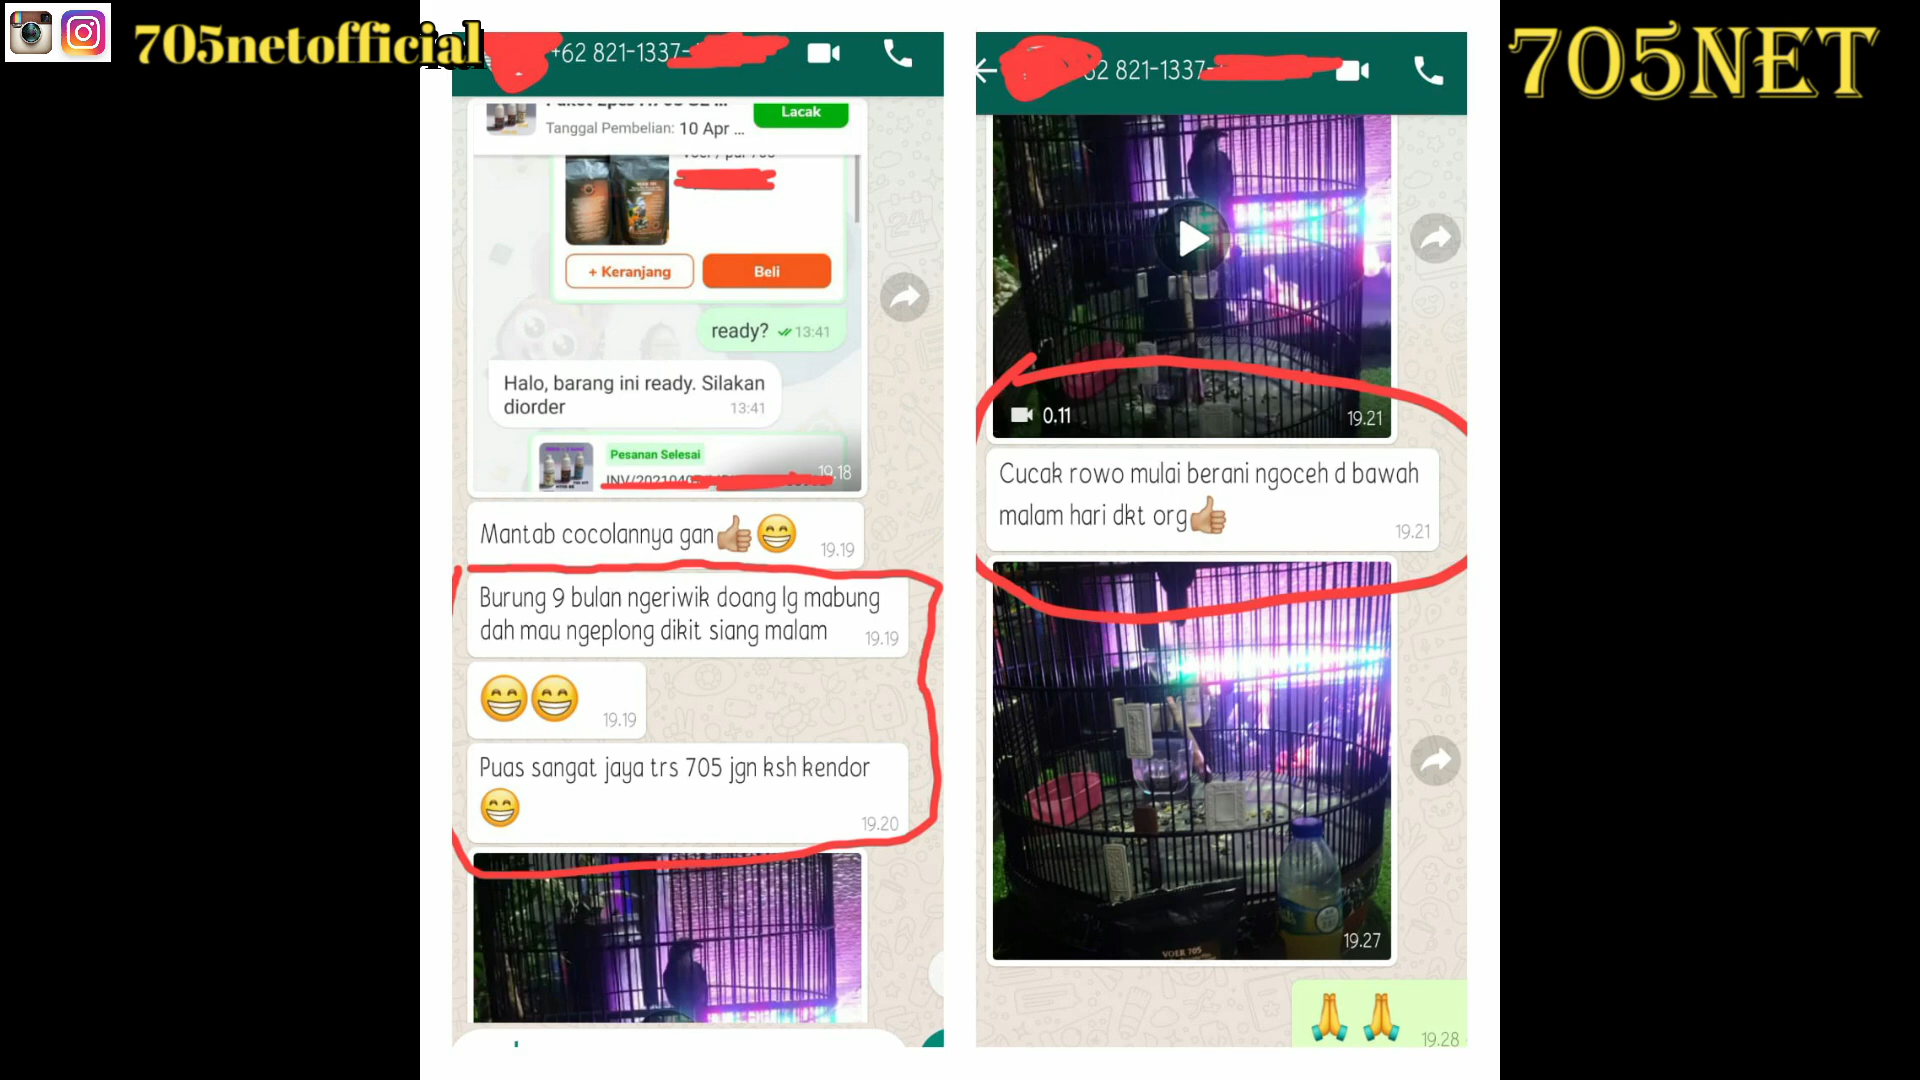 705netofficial
705NET
+62 821-1337-
Lacak
Tanggal Pembelian: 10 Apr ...
+ Keranjang
Beli
ready? 13:41
Halo, barang ini ready. Silakan
diorder
13:41
Pesanan Selesai
19.18
Mantab cocolannya gan👍😁
19.19
Burung 9 bulan ngeriwik doang lg mabung
dah mau ngeplong dikit siang malam
19.19
😁😁
19.19
Puas sangat jaya trs 705 jgn ksh kendor
😁
19.20
62 821-1337-
0.11
19.21
Cucak rowo mulai berani ngoceh d bawah
malam hari dkt org👍
19.21
VOER 705
19.27
🙏 🙏
19.28